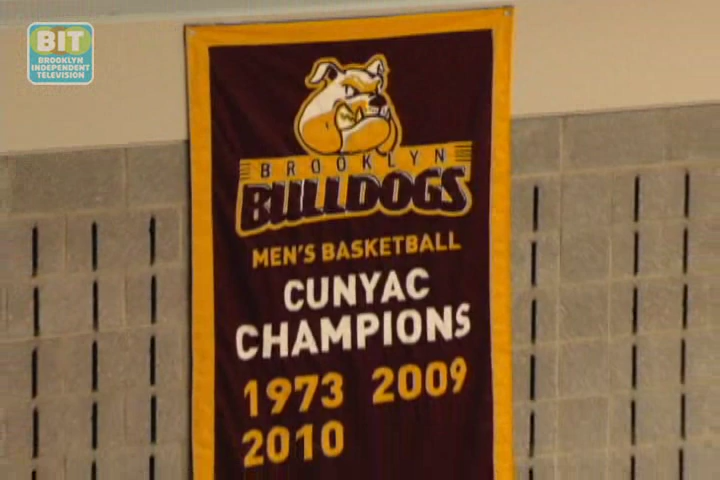 BIT
BROOKLYN
INDEPENDENT
TELEVISION
BROOKLYN
BULLDOGS
MEN'S BASKETBALL
CUNYAC
CHAMPIONS
1973 2009
2010